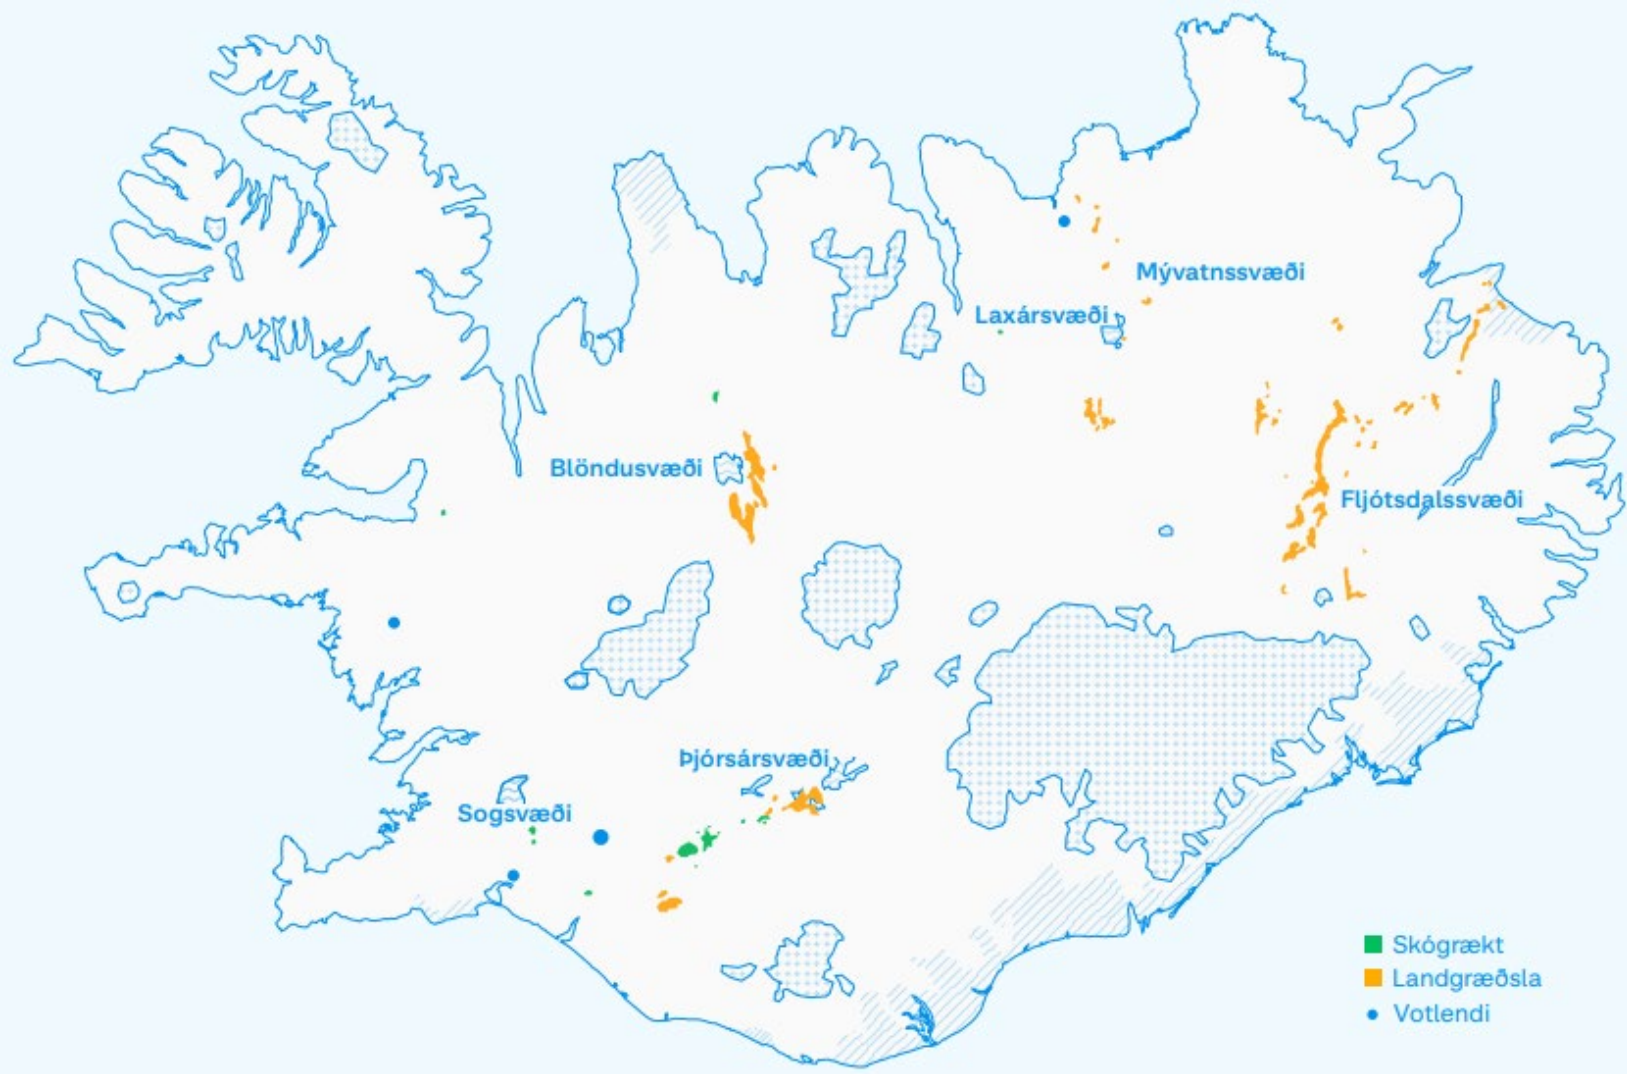 Mývatnssvæði
Laxársvæði
Blöndusvæði
Fljótsdalssvæði
Þjórsársvæði
Sogsvæði
Skógrækt
Landgræðsla
Votlendi